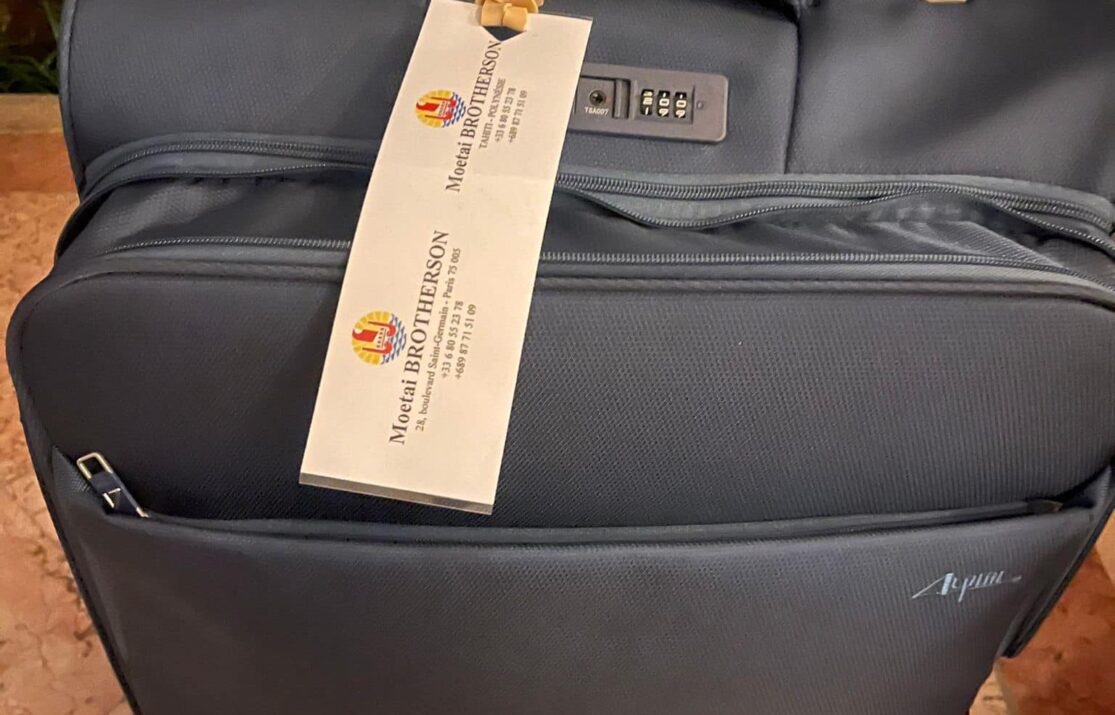 Moetai BROTHERSON
TAHITI - POLYNÉSIE
+33 6 80 55 23 78
+689 87 71 51 09
TSA007
Moetai BROTHERSON
28, boulevard Saint-Germain - Paris 75 005
+33 6 80 55 23 78
+689 87 71 51 09